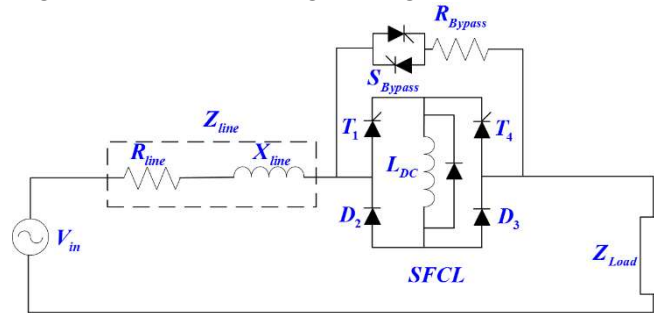 R_Bypass
S_Bypass
Z_line
R_line
X_line
T_1
T_4
L_DC
D_2
D_3
V_in
Z_Load
SFCL